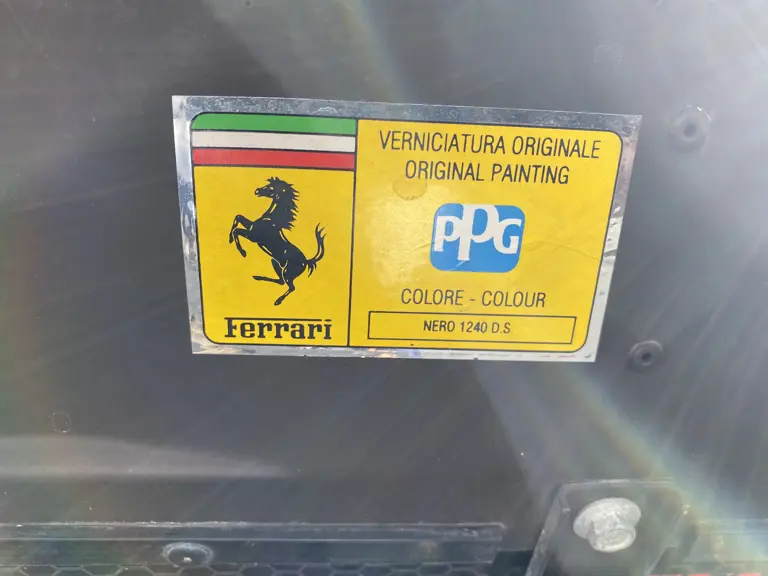 VERNICIATURA ORIGINALE
ORIGINAL PAINTING
PPG
COLORE - COLOUR
NERO 1240 D.S
Ferrari